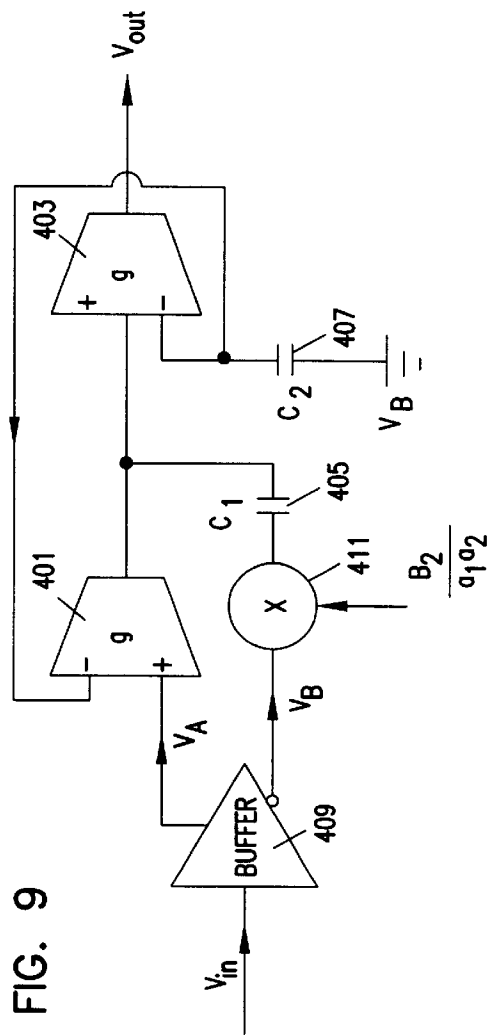 FIG. 9
V_in
BUFFER
409
V_A
V_B
401
g
-
+
X
411
B_2
a_1a_2
C_1
405
403
g
+
-
C_2
407
V_B
V_out